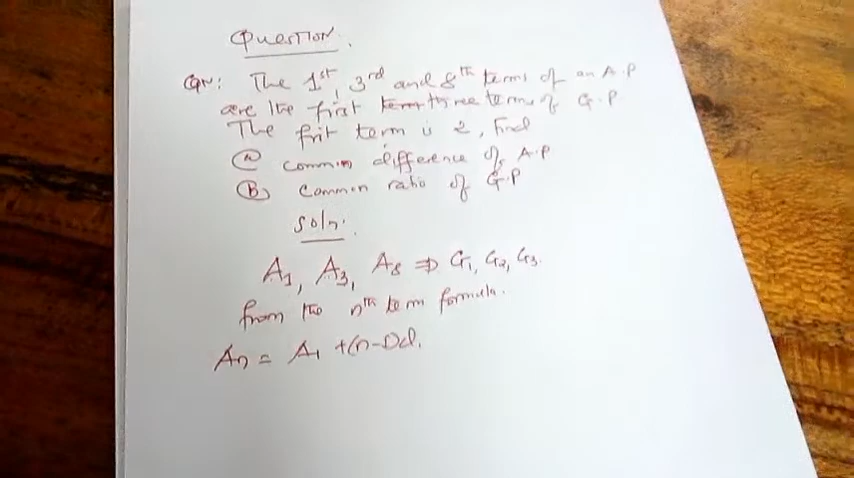 QUESTION.
QN: The 1st, 3rd and 8th terms of an A.P
are the first term three terms of G.P
The frit term is 2, Find
(a) common difference of A.P
(B) Common ratio of G.P
Soln.
A1, A3, A8 ⇒ G1, G2, G3.
from the nth term formula.
An = A1 + (n-1)d.